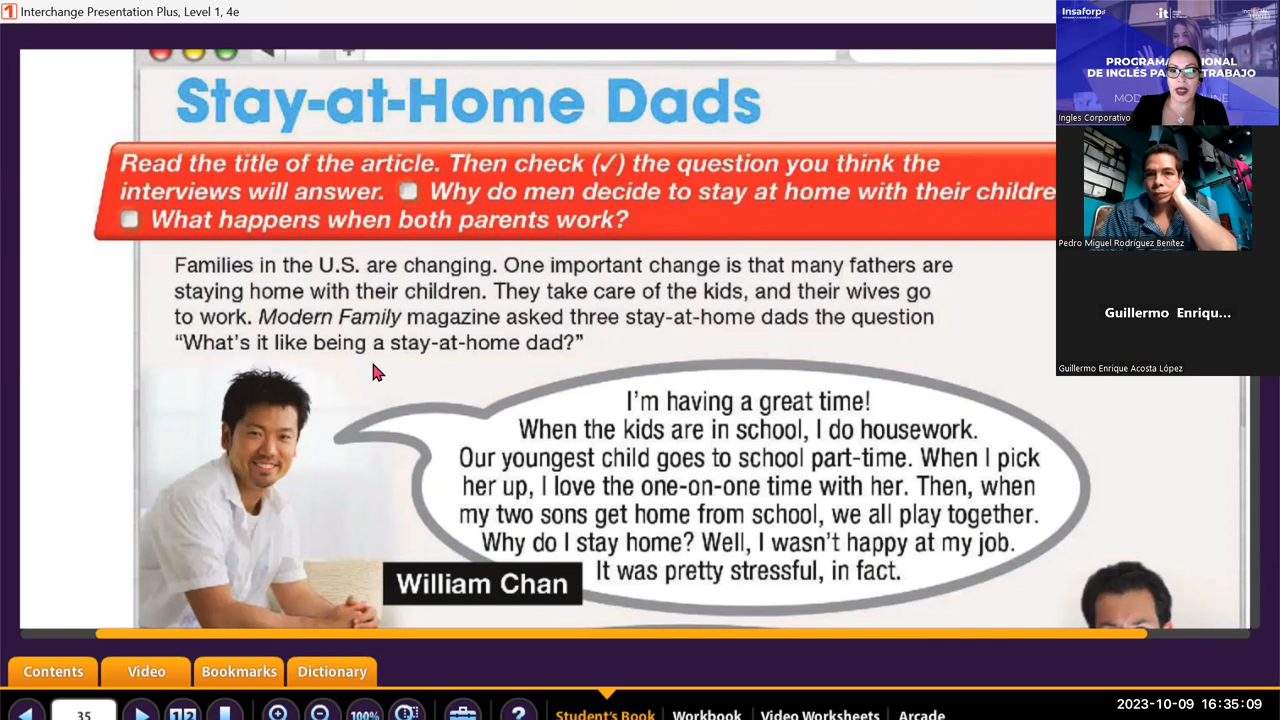 Interchange Presentation Plus, Level 1, 4e
Stay-at-Home Dads
Read the title of the article. Then check (✓) the question you think the
interviews will answer. Why do men decide to stay at home with their childre
What happens when both parents work?
Families in the U.S. are changing. One important change is that many fathers are
staying home with their children. They take care of the kids, and their wives go
to work. Modern Family magazine asked three stay-at-home dads the question
“What’s it like being a stay-at-home dad?”
I’m having a great time!
When the kids are in school, I do housework.
Our youngest child goes to school part-time. When I pick
her up, I love the one-on-one time with her. Then, when
my two sons get home from school, we all play together.
Why do I stay home? Well, I wasn’t happy at my job.
It was pretty stressful, in fact.
William Chan
Insaforp
it
Ingles Corporativo
Pedro Miguel Rodríguez Benítez
Guillermo Enriqu...
Guillermo Enrique Acosta López
Contents
Video
Bookmarks
Dictionary
35
100%
?
Student's Book
Workbook
Video Worksheets
Arcade
2023-10-09 16:35:09